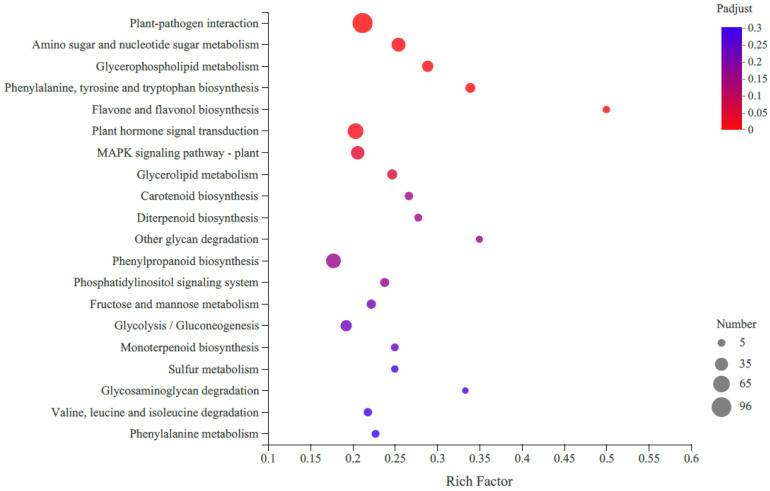 Plant-pathogen interaction
Amino sugar and nucleotide sugar metabolism
Glycerophospholipid metabolism
Phenylalanine, tyrosine and tryptophan biosynthesis
Flavone and flavonol biosynthesis
Plant hormone signal transduction
MAPK signaling pathway - plant
Glycerolipid metabolism
Carotenoid biosynthesis
Diterpenoid biosynthesis
Other glycan degradation
Phenylpropanoid biosynthesis
Phosphatidylinositol signaling system
Fructose and mannose metabolism
Glycolysis / Gluconeogenesis
Monoterpenoid biosynthesis
Sulfur metabolism
Glycosaminoglycan degradation
Valine, leucine and isoleucine degradation
Phenylalanine metabolism
0.1 0.15 0.2 0.25 0.3 0.35 0.4 0.45 0.5 0.55 0.6
Rich Factor
Padjust
0.3
0.25
0.2
0.15
0.1
0.05
0
Number
5
35
65
96